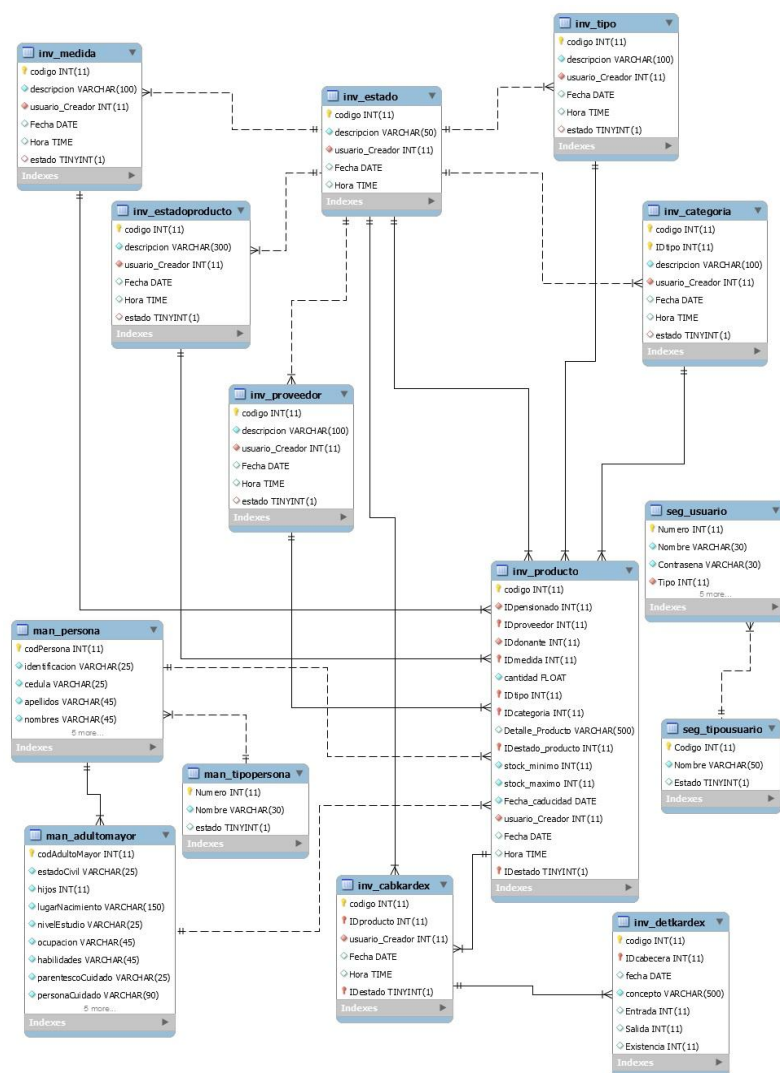 inv_medida
codigo INT(11)
descripcion VARCHAR(100)
usuario_Creador INT(11)
Fecha DATE
Hora TIME
estado TINYINT(1)
Indexes
inv_estado
codigo INT(11)
descripcion VARCHAR(50)
usuario_Creador INT(11)
Fecha DATE
Hora TIME
Indexes
inv_tipo
codigo INT(11)
descripcion VARCHAR(100)
usuario_Creador INT(11)
Fecha DATE
Hora TIME
estado TINYINT(1)
Indexes
inv_estadoproducto
codigo INT(11)
descripcion VARCHAR(300)
usuario_Creador INT(11)
Fecha DATE
Hora TIME
estado TINYINT(1)
Indexes
inv_categoria
codigo INT(11)
IDtipo INT(11)
descripcion VARCHAR(100)
usuario_Creador INT(11)
Fecha DATE
Hora TIME
estado TINYINT(1)
Indexes
inv_proveedor
codigo INT(11)
descripcion VARCHAR(100)
usuario_Creador INT(11)
Fecha DATE
Hora TIME
estado TINYINT(1)
Indexes
seg_usuario
Numero INT(11)
Nombre VARCHAR(30)
Contrasena VARCHAR(30)
Tipo INT(11)
5 more...
Indexes
inv_producto
codigo INT(11)
IDpensionado INT(11)
IDproveedor INT(11)
IDdonante INT(11)
IDmedida INT(11)
cantidad FLOAT
IDtipo INT(11)
IDcategoria INT(11)
Detalle_Producto VARCHAR(500)
IDestado_producto INT(11)
stock_minimo INT(11)
stock_maximo INT(11)
Fecha_caducidad DATE
usuario_Creador INT(11)
Fecha DATE
Hora TIME
IDestado TINYINT(1)
Indexes
man_persona
codPersona INT(11)
identificacion VARCHAR(25)
cedula VARCHAR(25)
apellidos VARCHAR(45)
nombres VARCHAR(45)
5 more...
Indexes
seg_tipousuario
Codigo INT(11)
Nombre VARCHAR(50)
Estado TINYINT(1)
Indexes
man_tipopersona
Numero INT(11)
Nombre VARCHAR(30)
estado TINYINT(1)
Indexes
man_adultomayor
codAdultoMayor INT(11)
estadoCivil VARCHAR(25)
hijos INT(11)
lugarNacimiento VARCHAR(150)
nivelEstudio VARCHAR(25)
ocupacion VARCHAR(45)
habilidades VARCHAR(45)
parentescoCuidado VARCHAR(25)
personaCuidado VARCHAR(90)
6 more...
Indexes
inv_cabkardex
codigo INT(11)
IDproducto INT(11)
usuario_Creador INT(11)
Fecha DATE
Hora TIME
IDestado TINYINT(1)
Indexes
inv_detkardex
codigo INT(11)
IDcabecera INT(11)
fecha DATE
concepto VARCHAR(500)
Entrada INT(11)
Salida INT(11)
Existencia INT(11)
Indexes